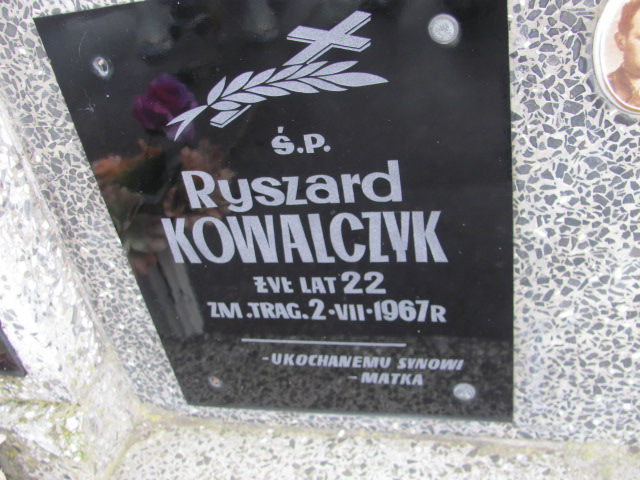 Ś.P.
Ryszard
KOWALCZYK
ŻYŁ LAT 22
ZM.TRAG. 2·VII·1967R
-UKOCHANEMU SYNOWI
-MATKA